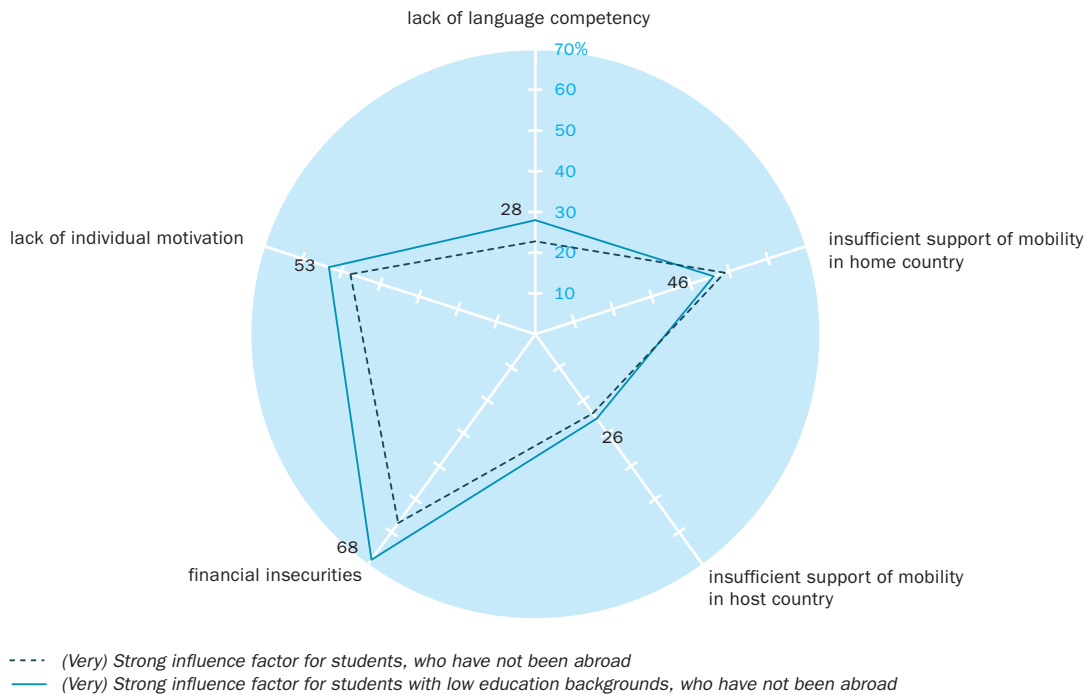 lack of language competency
70%
60
50
40
30
20
10
28
lack of individual motivation
53
insufficient support of mobility
in home country
46
26
68
financial insecurities
insufficient support of mobility
in host country
(Very) Strong influence factor for students, who have not been abroad
(Very) Strong influence factor for students with low education backgrounds, who have not been abroad